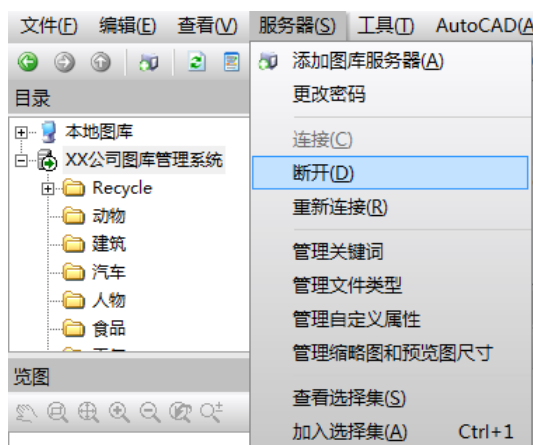 文件(F) 编辑(E) 查看(V) 服务器(S) 工具(T) AutoCAD(A
添加图库服务器(A)
更改密码
连接(C)
断开(D)
重新连接(R)
管理关键词
管理文件类型
管理自定义属性
管理缩略图和预览图尺寸
查看选择集(S)
加入选择集(A) Ctrl+1
目录
本地图库
XX公司图库管理系统
Recycle
动物
建筑
汽车
人物
食品
览图